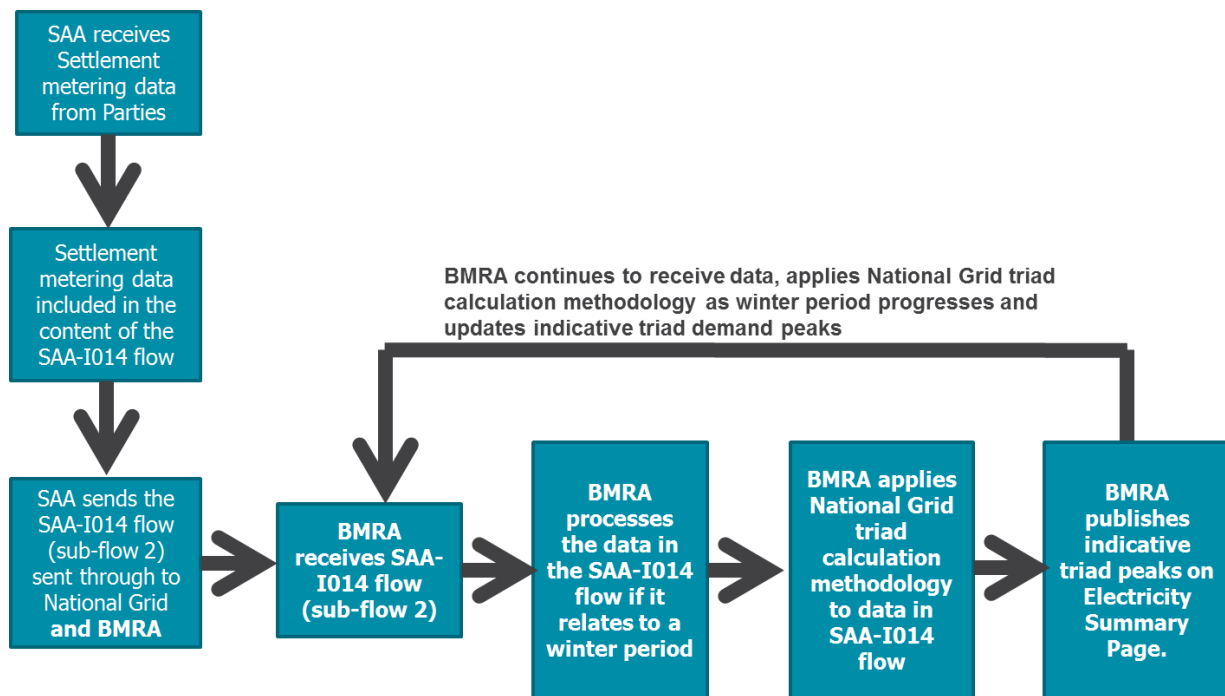 SAA receives
Settlement
metering data
from Parties
Settlement
metering data
included in the
content of the
SAA-I014 flow
SAA sends the
SAA-I014 flow
(sub-flow 2)
sent through to
National Grid
and BMRA
BMRA continues to receive data, applies National Grid triad
calculation methodology as winter period progresses and
updates indicative triad demand peaks
BMRA
receives SAA-
I014 flow
(sub-flow 2)
BMRA
processes
the data in
the SAA-I014
flow if it
relates to a
winter period
BMRA applies
National Grid
triad
calculation
methodology
to data in
SAA-I014
flow
BMRA
publishes
indicative
triad peaks on
Electricity
Summary
Page.